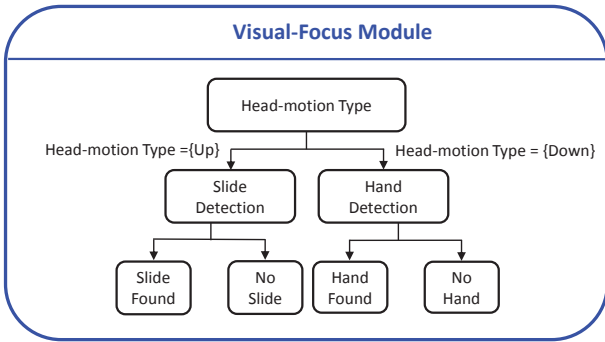 Visual-Focus Module
Head-motion Type
Head-motion Type ={Up}
Head-motion Type = {Down}
Slide
Detection
Hand
Detection
Slide
Found
No
Slide
Hand
Found
No
Hand